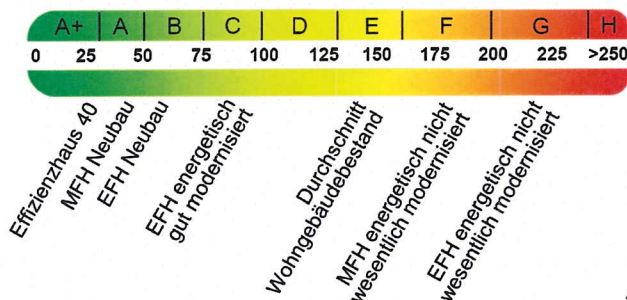 A+ A B C D E F G H
0 25 50 75 100 125 150 175 200 225 >250
Effizienzhaus 40
MFH Neubau
EFH Neubau
EFH energetisch
gut modernisiert
Durchschnitt
Wohngebäudebestand
MFH energetisch nicht
wesentlich modernisiert
EFH energetisch nicht
wesentlich modernisiert